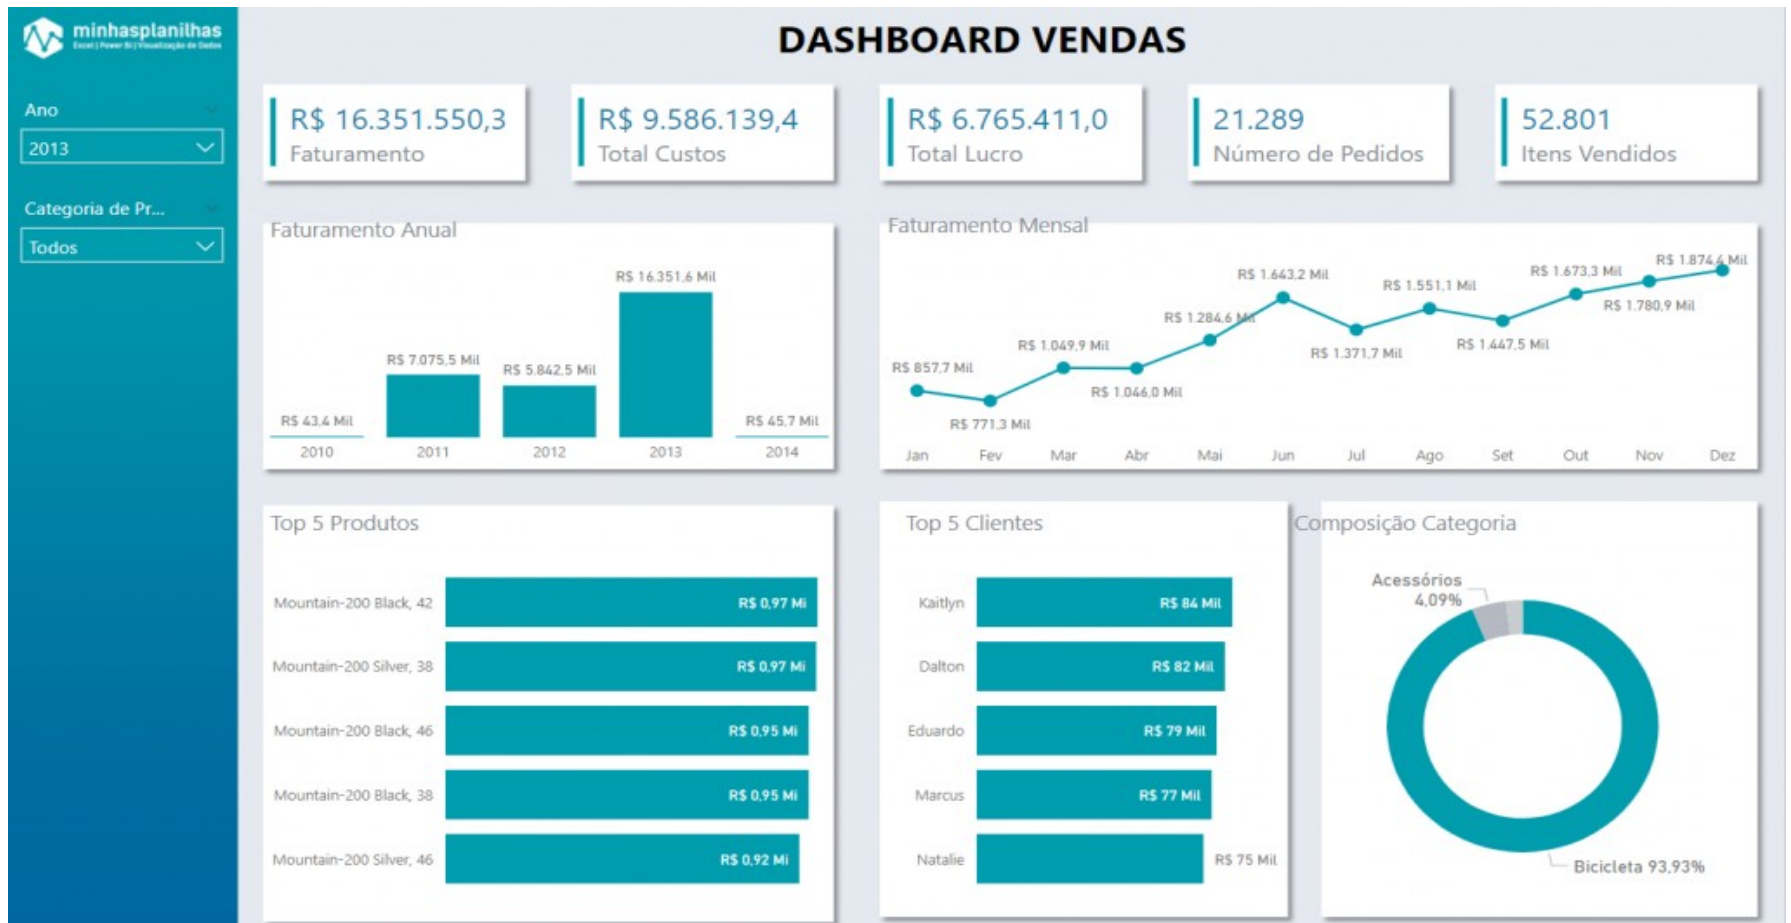 minhasplanilhas
Excel | Power BI | Visualização de Dados
DASHBOARD VENDAS
Ano
2013
Categoria de Pr...
Todos
R$ 16.351.550,3
Faturamento
R$ 9.586.139,4
Total Custos
R$ 6.765.411,0
Total Lucro
21.289
Número de Pedidos
52.801
Itens Vendidos
Faturamento Anual
R$ 43,4 Mil
R$ 7.075,5 Mil
R$ 5.842,5 Mil
R$ 16.351,6 Mil
R$ 45,7 Mil
2010 2011 2012 2013 2014
Faturamento Mensal
R$ 857,7 Mil
R$ 771,3 Mil
R$ 1.049,9 Mil
R$ 1.046,0 Mil
R$ 1.284,6 Mil
R$ 1.643,2 Mil
R$ 1.371,7 Mil
R$ 1.551,1 Mil
R$ 1.447,5 Mil
R$ 1.673,3 Mil
R$ 1.780,9 Mil
R$ 1.874,4 Mil
Jan Fev Mar Abr Mai Jun Jul Ago Set Out Nov Dez
Top 5 Produtos
Mountain-200 Black, 42 R$ 0,97 Mi
Mountain-200 Silver, 38 R$ 0,97 Mi
Mountain-200 Black, 46 R$ 0,95 Mi
Mountain-200 Black, 38 R$ 0,95 Mi
Mountain-200 Silver, 46 R$ 0,92 Mi
Top 5 Clientes
Kaitlyn R$ 84 Mil
Dalton R$ 82 Mil
Eduardo R$ 79 Mil
Marcus R$ 77 Mil
Natalie R$ 75 Mil
Composição Categoria
Acessórios
4,09%
Bicicleta 93,93%